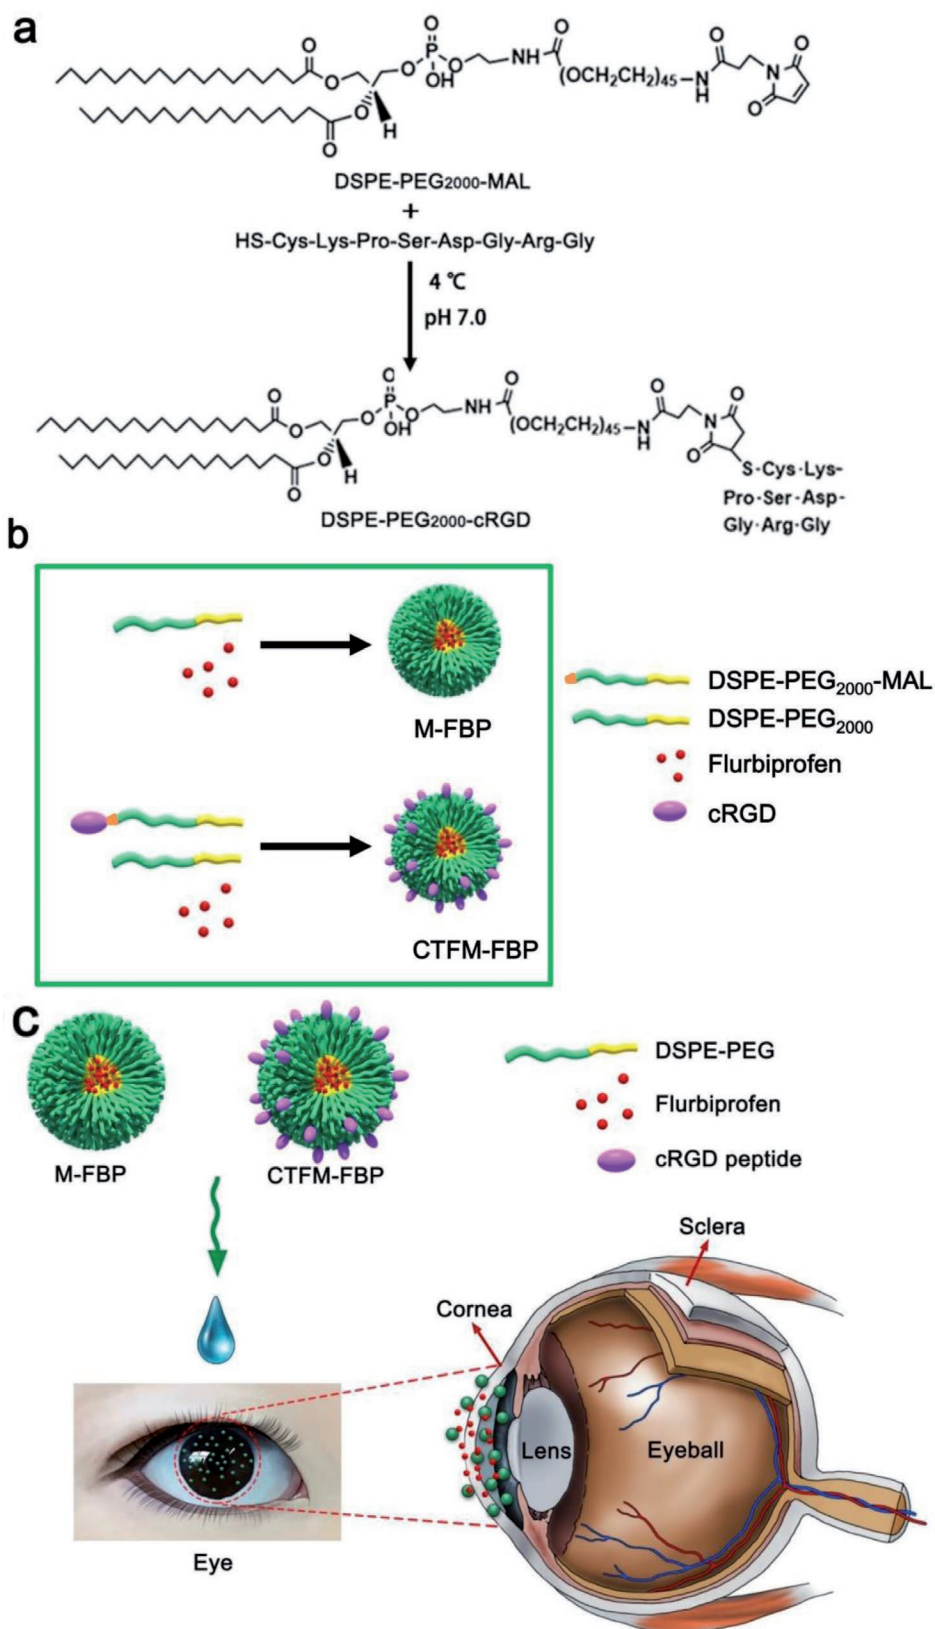 a
O
O
P
O
O
O
NH
O
(OCH₂CH₂)₄₅
N
H
O
N
O
O
OH
O
O
H
DSPE-PEG2000-MAL
+
HS-Cys-Lys-Pro-Ser-Asp-Gly-Arg-Gly
4 °C
pH 7.0
O
O
P
O
O
O
NH
O
(OCH₂CH₂)₄₅
N
H
O
N
O
O
OH
O
O
H
S-Cys·Lys-
Pro·Ser·Asp-
Gly·Arg·Gly
DSPE-PEG2000-cRGD
b
M-FBP
CTFM-FBP
DSPE-PEG₂₀₀₀-MAL
DSPE-PEG₂₀₀₀
Flurbiprofen
cRGD
c
M-FBP
CTFM-FBP
DSPE-PEG
Flurbiprofen
cRGD peptide
Sclera
Cornea
Lens
Eyeball
Eye